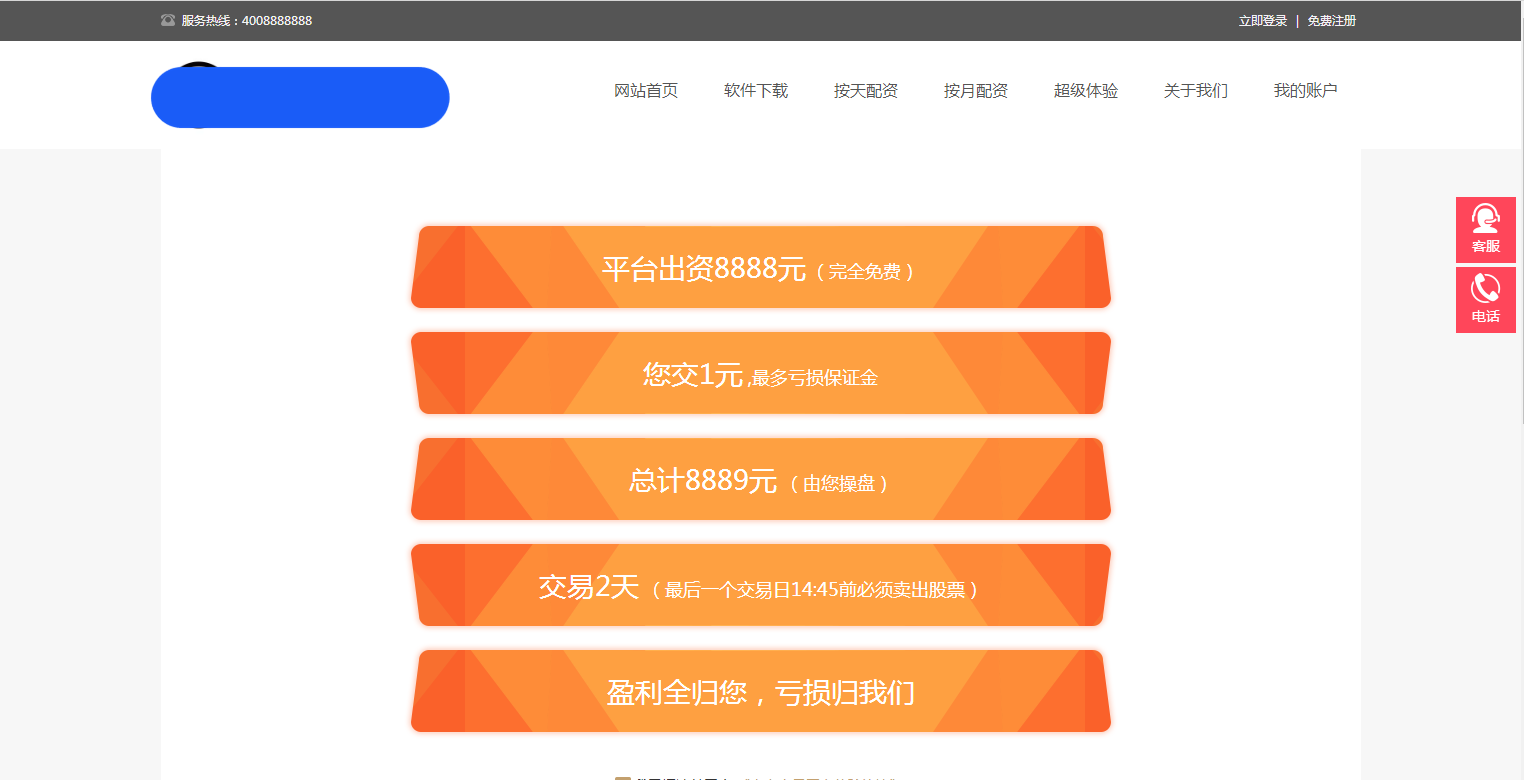 服务热线：4008888888
立即登录 | 免费注册
网站首页 软件下载 按天配资 按月配资 超级体验 关于我们 我的账户
客服
电话
平台出资8888元（完全免费）
您交1元,最多亏损保证金
总计8889元（由您操盘）
交易2天（最后一个交易日14:45前必须卖出股票）
盈利全归您，亏损归我们